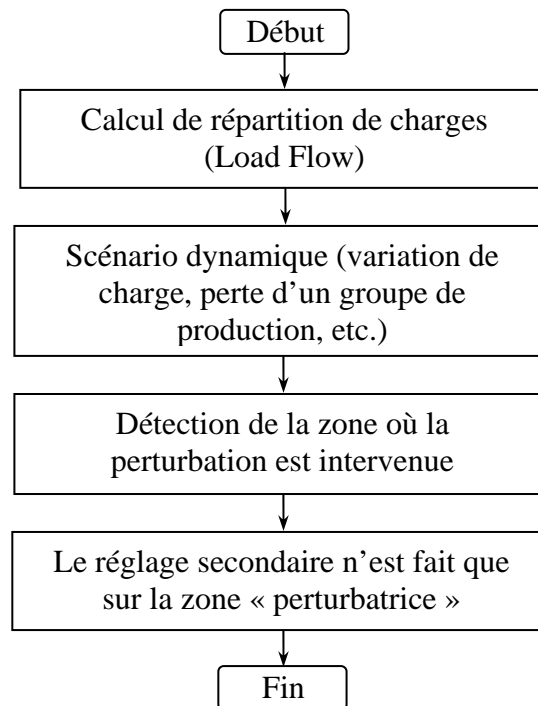 Début
Calcul de répartition de charges
(Load Flow)
Scénario dynamique (variation de
charge, perte d’un groupe de
production, etc.)
Détection de la zone où la
perturbation est intervenue
Le réglage secondaire n’est fait que
sur la zone « perturbatrice »
Fin